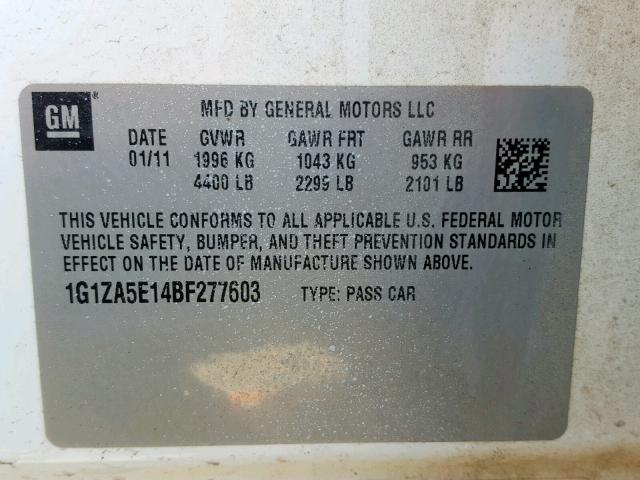 GM®
MFD BY GENERAL MOTORS LLC
DATE GVWR GAWR FRT GAWR RR
01/11 1996 KG 1043 KG 953 KG
4400 LB 2299 LB 2101 LB
THIS VEHICLE CONFORMS TO ALL APPLICABLE U.S. FEDERAL MOTOR
VEHICLE SAFETY, BUMPER, AND THEFT PREVENTION STANDARDS IN
EFFECT ON THE DATE OF MANUFACTURE SHOWN ABOVE.
1G1ZA5E14BF277603 TYPE: PASS CAR